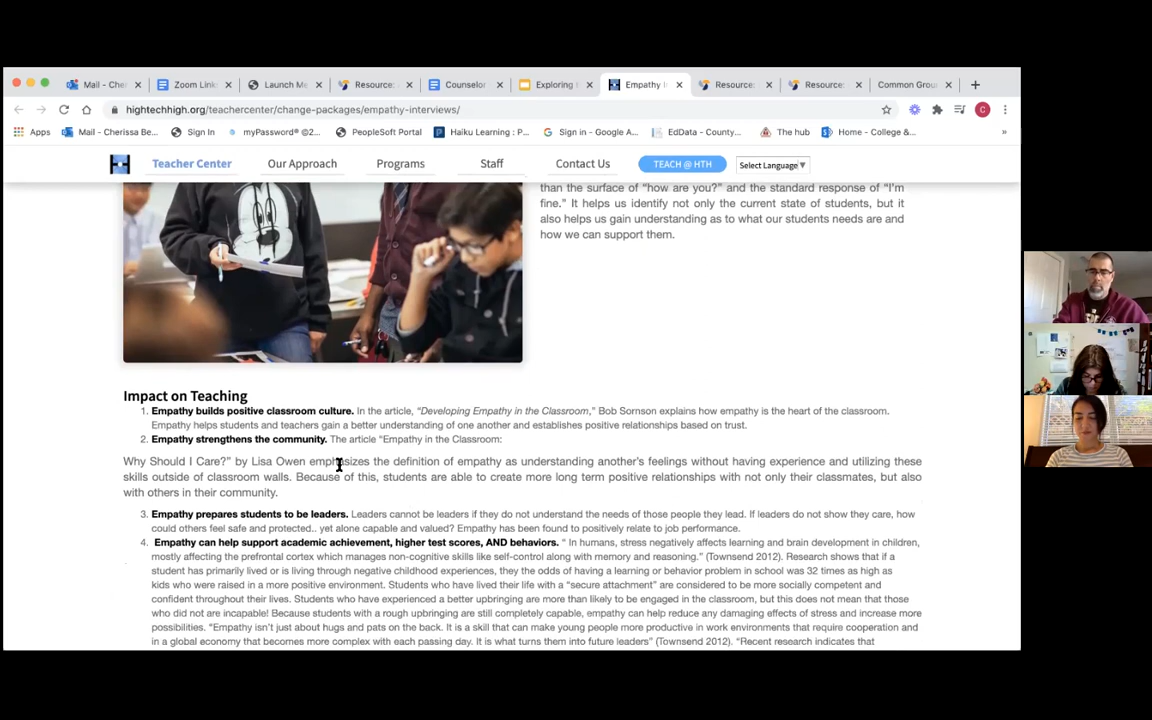 Mail - Cher
Zoom Link
Launch Me
Resource
Counselor
Exploring
Empathy I
Resource
Resource
Common Grou
hightechhigh.org/teachercenter/change-packages/empathy-interviews/
C
Apps
Mail - Cherissa Be...
Sign In
myPassword® ©2...
PeopleSoft Portal
Haiku Learning : P...
Sign in - Google A...
EdData - County...
The hub
Home - College &...
»
H
Teacher Center
Our Approach
Programs
Staff
Contact Us
TEACH @ HTH
Select Language▼
than the surface of "how are you?" and the standard response of "I'm
fine." It helps us identify not only the current state of students, but it
also helps us gain understanding as to what our students needs are and
how we can support them.
Impact on Teaching
1. Empathy builds positive classroom culture. In the article, "Developing Empathy in the Classroom," Bob Sornson explains how empathy is the heart of the classroom.
Empathy helps students and teachers gain a better understanding of one another and establishes positive relationships based on trust.
2. Empathy strengthens the community. The article "Empathy in the Classroom:
Why Should I Care?" by Lisa Owen emphasizes the definition of empathy as understanding another's feelings without having experience and utilizing these
skills outside of classroom walls. Because of this, students are able to create more long term positive relationships with not only their classmates, but also
with others in their community.
3. Empathy prepares students to be leaders. Leaders cannot be leaders if they do not understand the needs of those people they lead. If leaders do not show they care, how
could others feel safe and protected.. yet alone capable and valued? Empathy has been found to positively relate to job performance.
4. Empathy can help support academic achievement, higher test scores, AND behaviors. " In humans, stress negatively affects learning and brain development in children,
mostly affecting the prefrontal cortex which manages non-cognitive skills like self-control along with memory and reasoning." (Townsend 2012). Research shows that if a
student has primarily lived or is living through negative childhood experiences, they the odds of having a learning or behavior problem in school was 32 times as high as
kids who were raised in a more positive environment. Students who have lived their life with a "secure attachment" are considered to be more socially competent and
confident throughout their lives. Students who have experienced a better upbringing are more than likely to be engaged in the classroom, but this does not mean that those
who did not are incapable! Because students with a rough upbringing are still completely capable, empathy can help reduce any damaging effects of stress and increase more
possibilities. "Empathy isn't just about hugs and pats on the back. It is a skill that can make young people more productive in work environments that require cooperation and
in a global economy that becomes more complex with each passing day. It is what turns them into future leaders" (Townsend 2012). "Recent research indicates that